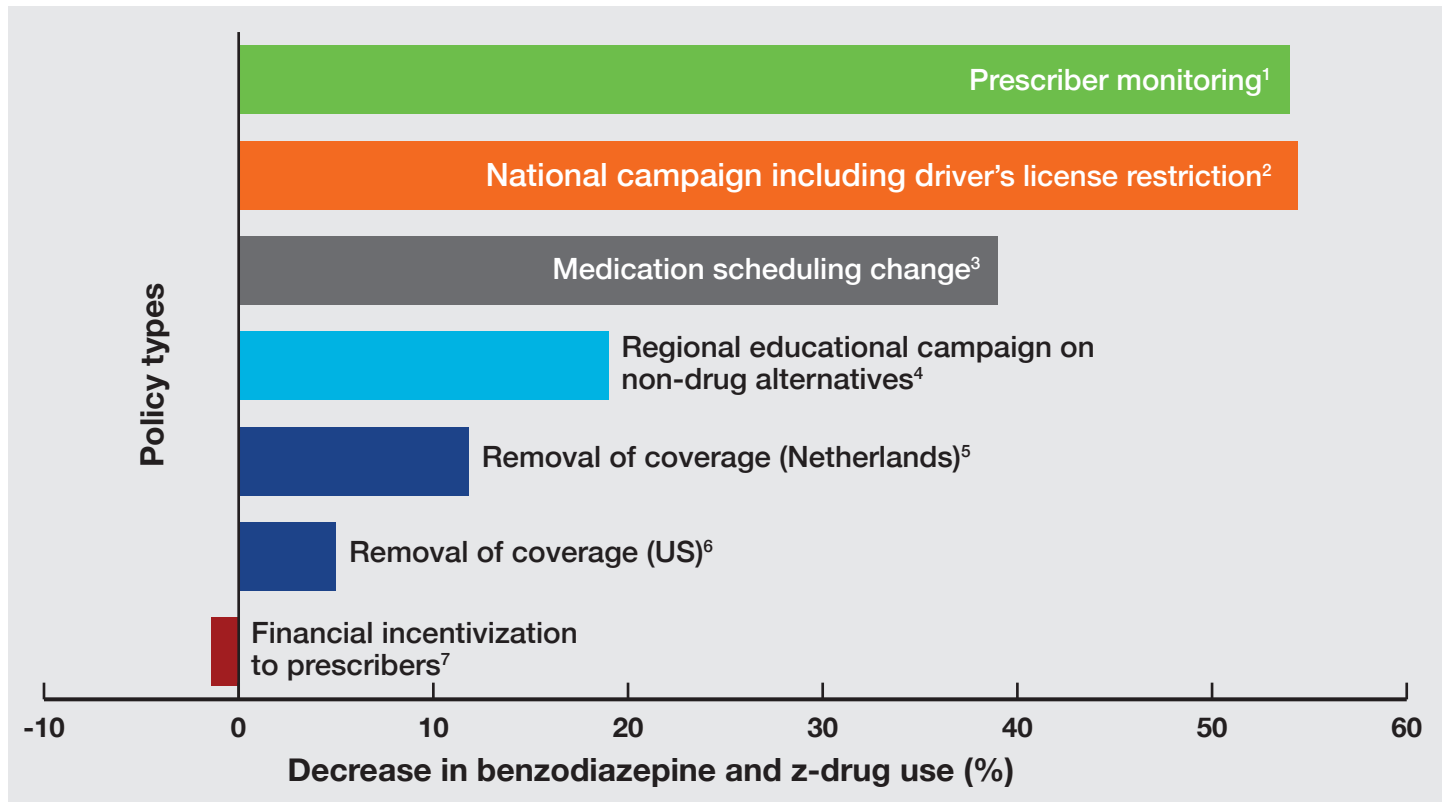 Prescriber monitoring¹
National campaign including driver’s license restriction²
Medication scheduling change³
Regional educational campaign on
non-drug alternatives⁴
Removal of coverage (Netherlands)⁵
Removal of coverage (US)⁶
Financial incentivization
to prescribers⁷
Policy types
-10 0 10 20 30 40 50 60
Decrease in benzodiazepine and z-drug use (%)